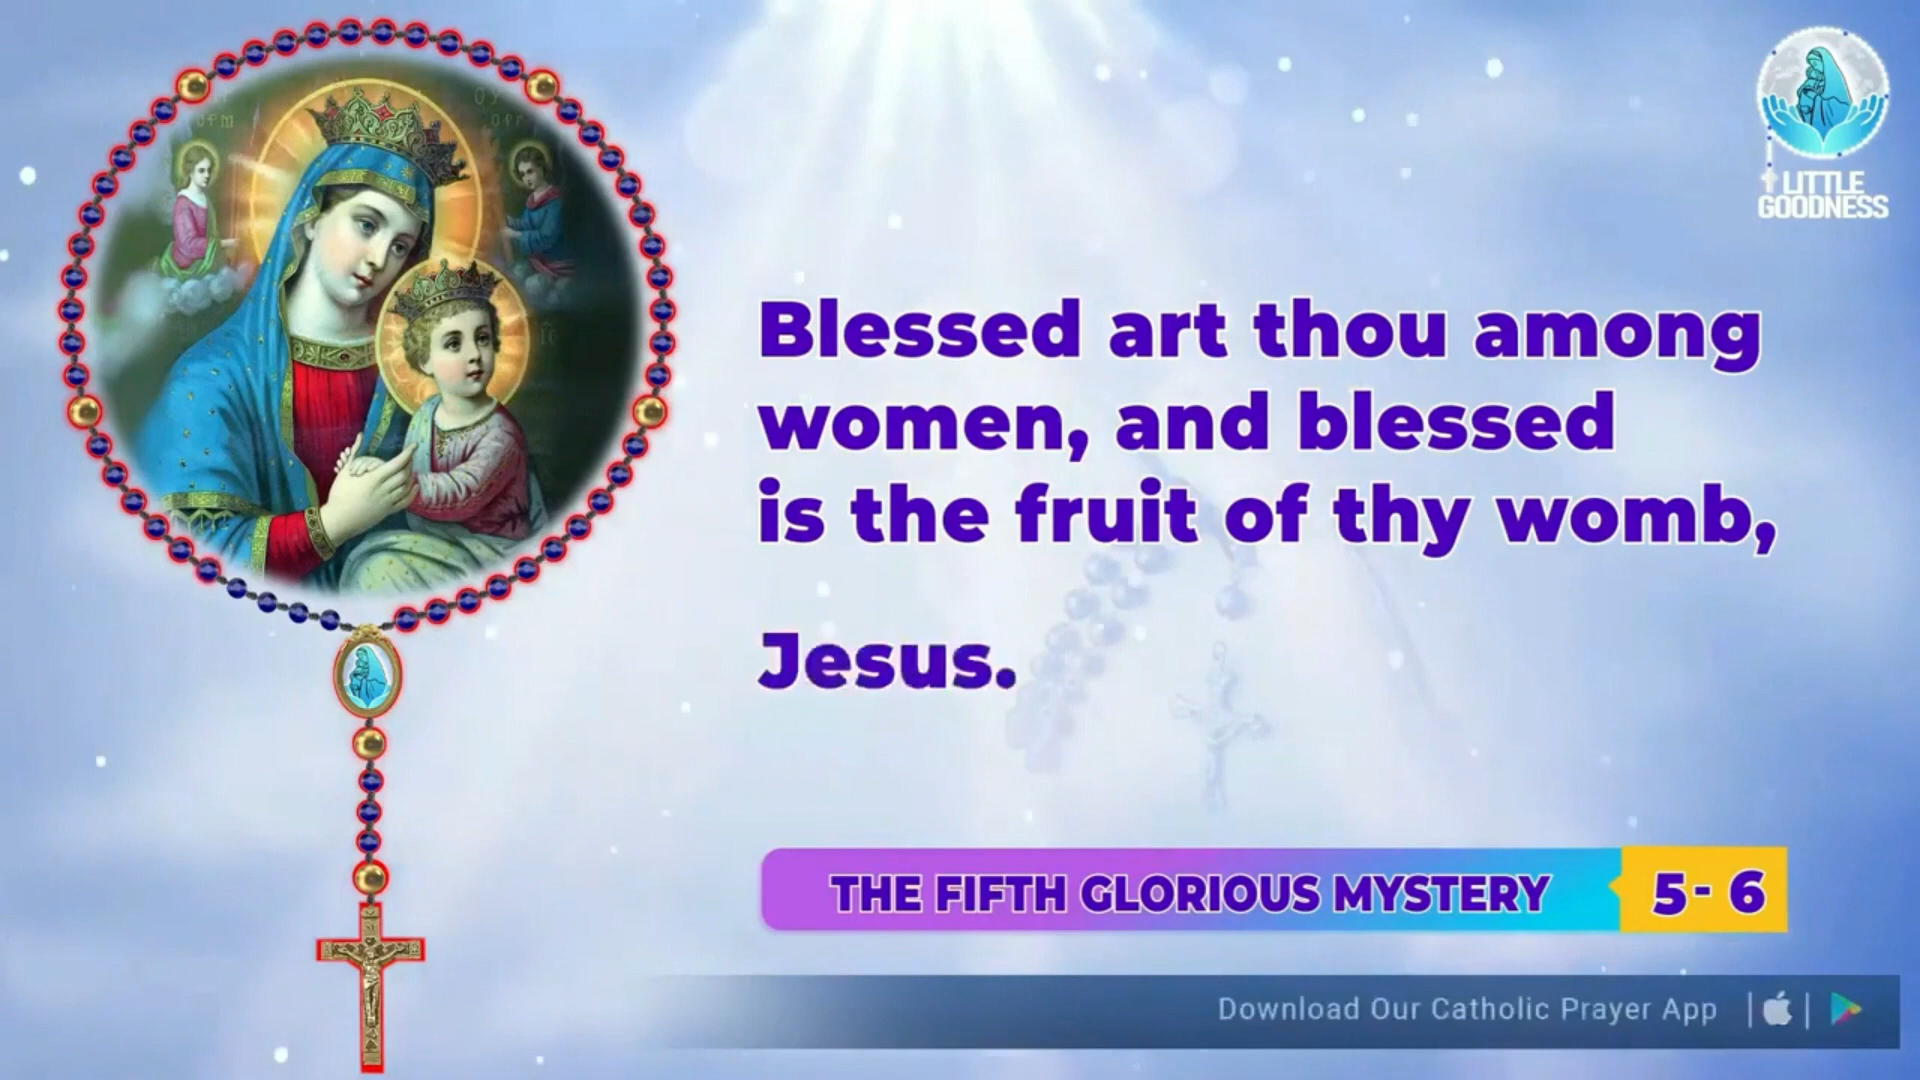 LITTLE
GOODNESS
Blessed art thou among
women, and blessed
is the fruit of thy womb,
Jesus.
THE FIFTH GLORIOUS MYSTERY
5- 6
Download Our Catholic Prayer App